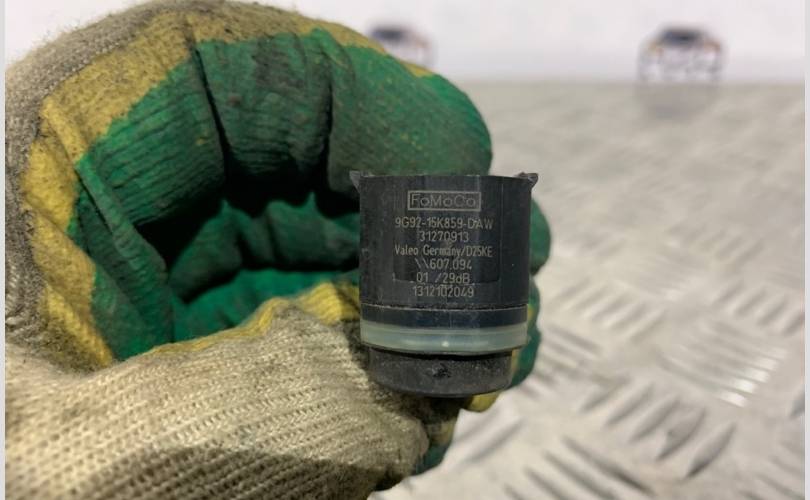 FoMoCo
9G92-15K859-DAW
31270913
Valeo Germany/D25KE
\\607.094
01 /29dB
1312102049